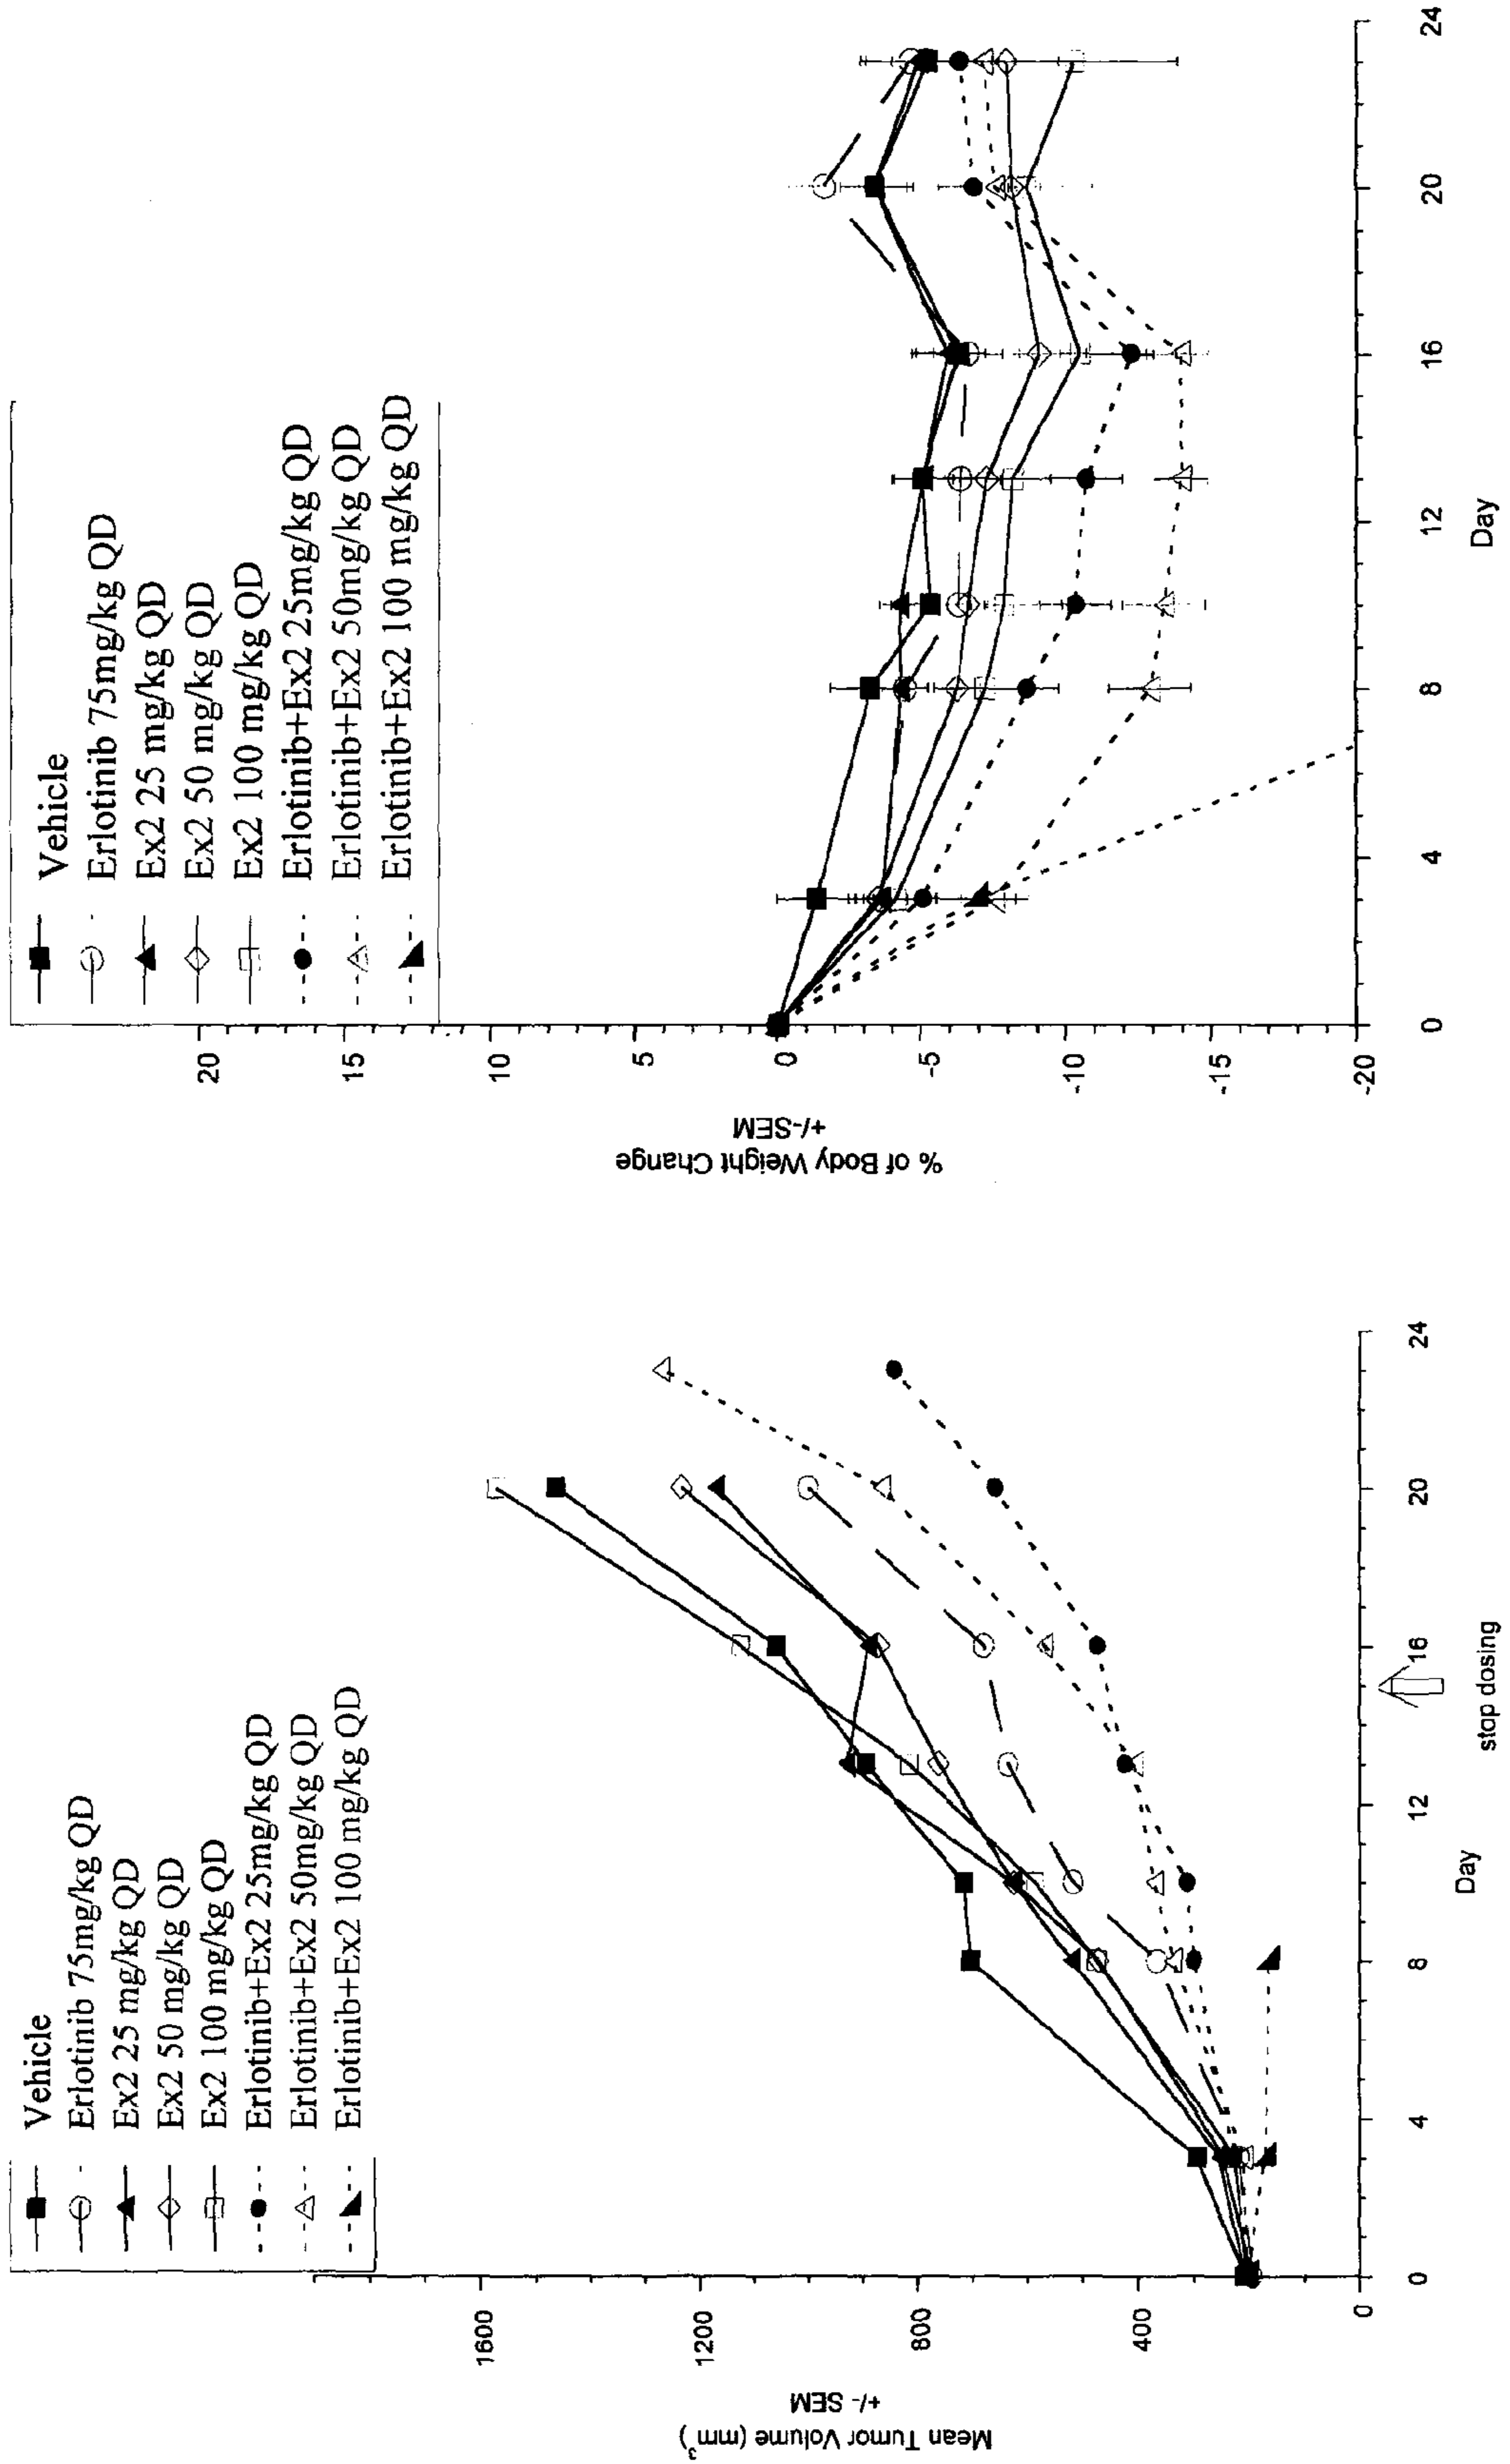 Vehicle
Erlotinib 75mg/kg QD
Ex2 25 mg/kg QD
Ex2 50 mg/kg QD
Ex2 100 mg/kg QD
Erlotinib+Ex2 25mg/kg QD
Erlotinib+Ex2 50mg/kg QD
Erlotinib+Ex2 100 mg/kg QD
Mean Tumor Volume (mm³)
+/- SEM
1600
1200
800
400
0
0 4 8 12 16 20 24
Day
stop dosing
Vehicle
Erlotinib 75mg/kg QD
Ex2 25 mg/kg QD
Ex2 50 mg/kg QD
Ex2 100 mg/kg QD
Erlotinib+Ex2 25mg/kg QD
Erlotinib+Ex2 50mg/kg QD
Erlotinib+Ex2 100 mg/kg QD
% of Body Weight Change
+/-SEM
20
15
10
5
0
-5
-10
-15
-20
0 4 8 12 16 20 24
Day